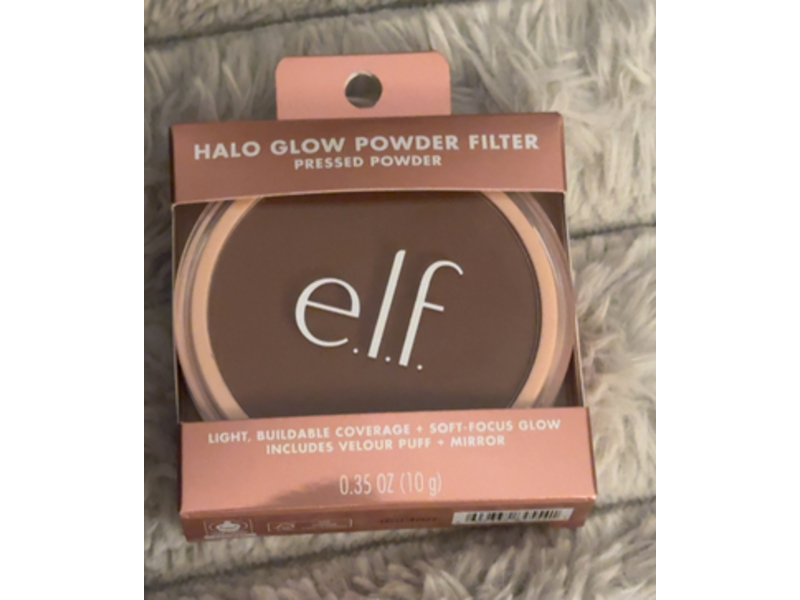 HALO GLOW POWDER FILTER
PRESSED POWDER
e.l.f.
LIGHT, BUILDABLE COVERAGE + SOFT-FOCUS GLOW
INCLUDES VELOUR PUFF + MIRROR
0.35 OZ (10 g)